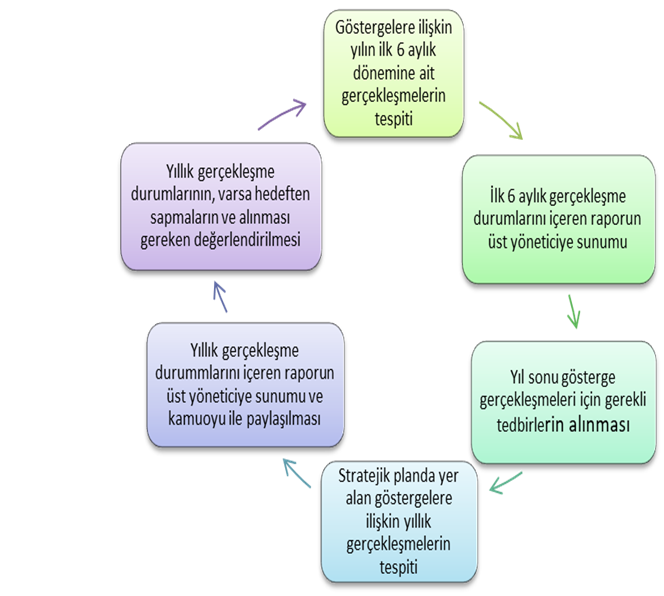 Göstergelere ilişkin
yılın ilk 6 aylık
dönemine ait
gerçekleşmelerin
tespiti
İlk 6 aylık gerçekleşme
durumlarını içeren raporun
üst yöneticiye sunumu
Yıl sonu gösterge
gerçekleşmeleri için gerekli
tedbirlerin alınması
Stratejik planda yer
alan göstergelere
ilişkin yıllık
gerçekleşmelerin
tespiti
Yıllık gerçekleşme
durummlarını içeren raporun
üst yöneticiye sunumu ve
kamuoyu ile paylaşılması
Yıllık gerçekleşme
durumlarının, varsa hedeften
sapmaların ve alınması
gereken değerlendirilmesi